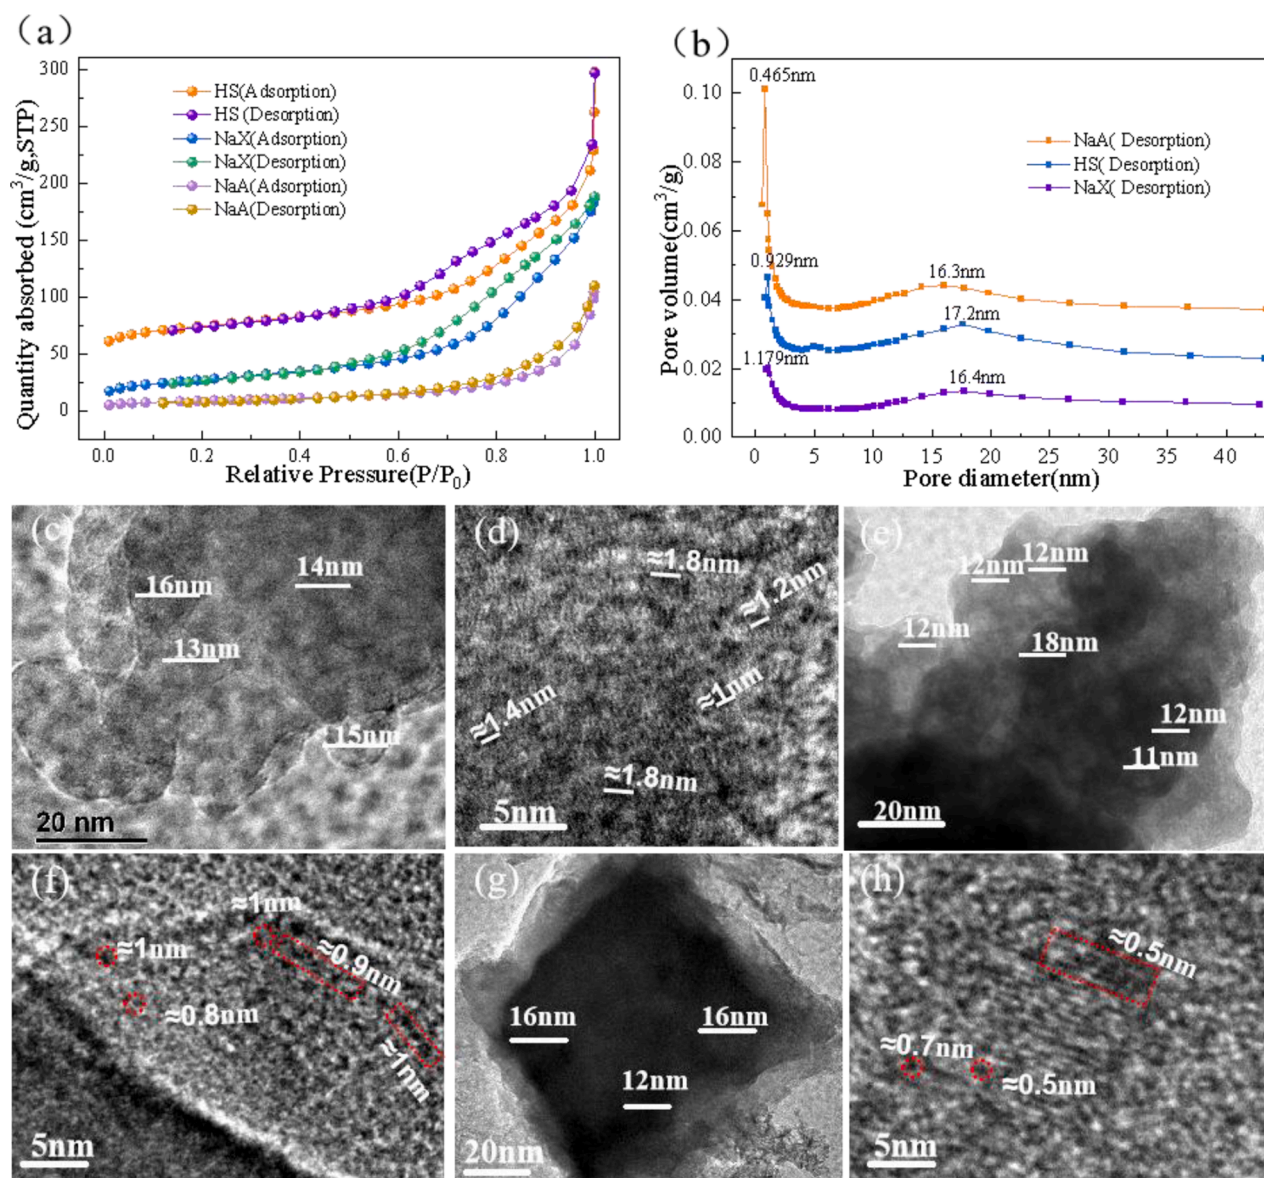 (a)
Quantity absorbed (cm³/g,STP)
300
250
200
150
100
50
0
HS(Adsorption)
HS (Desorption)
NaX(Adsorption)
NaX(Desorption)
NaA(Adsorption)
NaA(Desorption)
0.0 0.2 0.4 0.6 0.8 1.0
Relative Pressure(P/P₀)
(b)
Pore volume(cm³/g)
0.10
0.08
0.06
0.04
0.02
0.00
0.465nm
NaA( Desorption)
HS( Desorption)
NaX( Desorption)
0.929nm
16.3nm
17.2nm
1.179nm
16.4nm
0 5 10 15 20 25 30 35 40
Pore diameter(nm)
(c)
14nm
16nm
13nm
15nm
20 nm
(d)
≈1.8nm
≈1.2nm
≈1nm
≈1.4nm
≈1.8nm
5nm
(e)
12nm
12nm
12nm
18nm
12nm
11nm
20nm
(f)
≈1nm
≈1nm
≈0.9nm
≈0.8nm
≈1nm
5nm
(g)
16nm
16nm
12nm
20nm
(h)
≈0.5nm
≈0.7nm
≈0.5nm
5nm